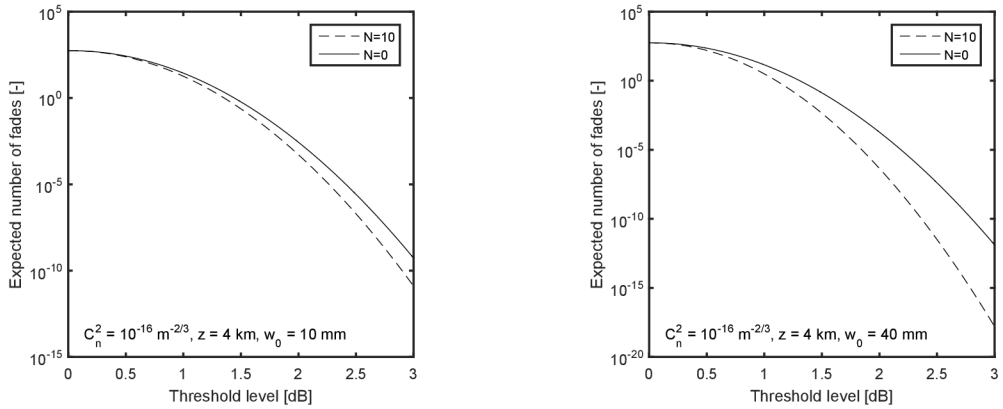 10^5
10^0
10^-5
10^-10
10^-15
Expected number of fades [-]
N=10
N=0
C_n^2 = 10^-16 m^-2/3, z = 4 km, w_0 = 10 mm
0 0.5 1 1.5 2 2.5 3
Threshold level [dB]
10^5
10^0
10^-5
10^-10
10^-15
10^-20
Expected number of fades [-]
N=10
N=0
C_n^2 = 10^-16 m^-2/3, z = 4 km, w_0 = 40 mm
0 0.5 1 1.5 2 2.5 3
Threshold level [dB]